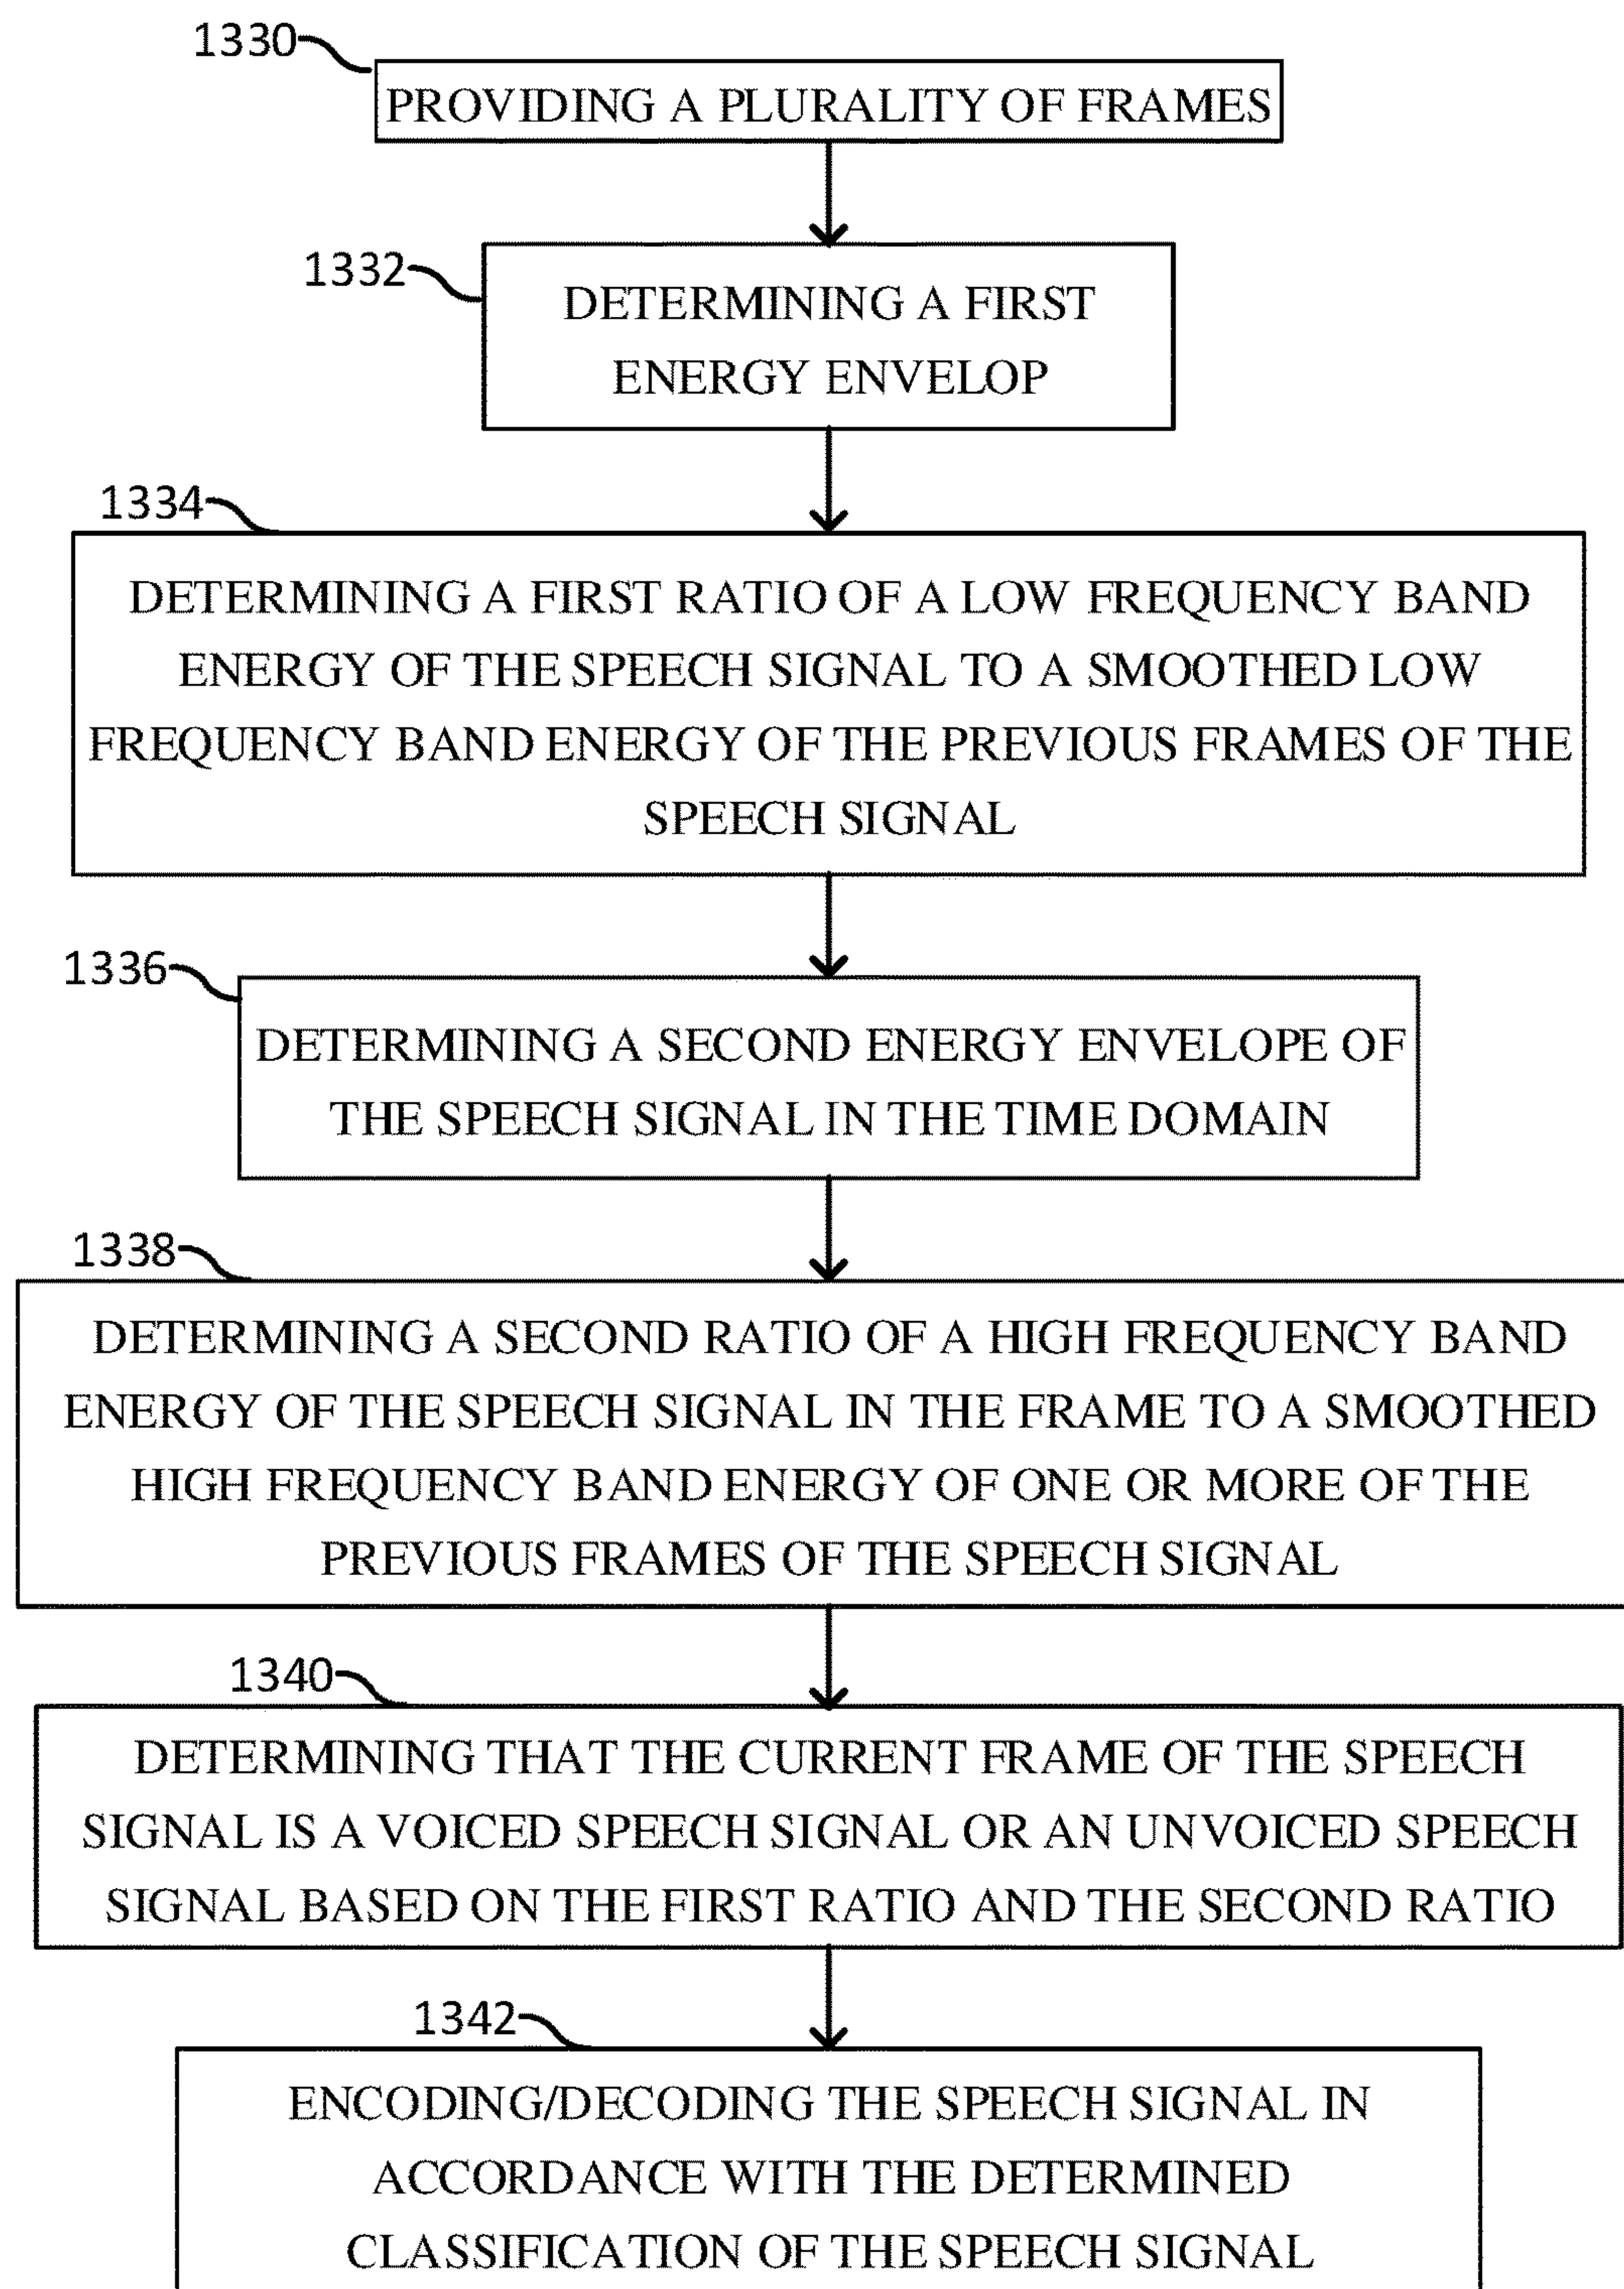 1330
PROVIDING A PLURALITY OF FRAMES
1332
DETERMINING A FIRST
ENERGY ENVELOP
1334
DETERMINING A FIRST RATIO OF A LOW FREQUENCY BAND
ENERGY OF THE SPEECH SIGNAL TO A SMOOTHED LOW
FREQUENCY BAND ENERGY OF THE PREVIOUS FRAMES OF THE
SPEECH SIGNAL
1336
DETERMINING A SECOND ENERGY ENVELOPE OF
THE SPEECH SIGNAL IN THE TIME DOMAIN
1338
DETERMINING A SECOND RATIO OF A HIGH FREQUENCY BAND
ENERGY OF THE SPEECH SIGNAL IN THE FRAME TO A SMOOTHED
HIGH FREQUENCY BAND ENERGY OF ONE OR MORE OF THE
PREVIOUS FRAMES OF THE SPEECH SIGNAL
1340
DETERMINING THAT THE CURRENT FRAME OF THE SPEECH
SIGNAL IS A VOICED SPEECH SIGNAL OR AN UNVOICED SPEECH
SIGNAL BASED ON THE FIRST RATIO AND THE SECOND RATIO
1342
ENCODING/DECODING THE SPEECH SIGNAL IN
ACCORDANCE WITH THE DETERMINED
CLASSIFICATION OF THE SPEECH SIGNAL